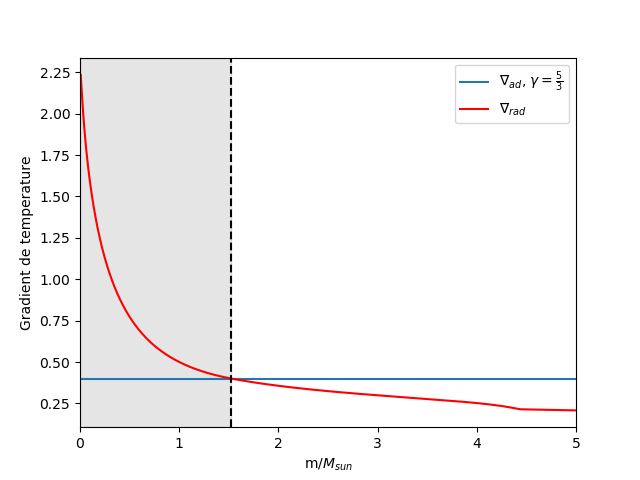 ∇ad, γ = 5/3
∇rad
2.25
2.00
1.75
1.50
1.25
1.00
0.75
0.50
0.25
Gradient de temperature
0 1 2 3 4 5
m/Msun